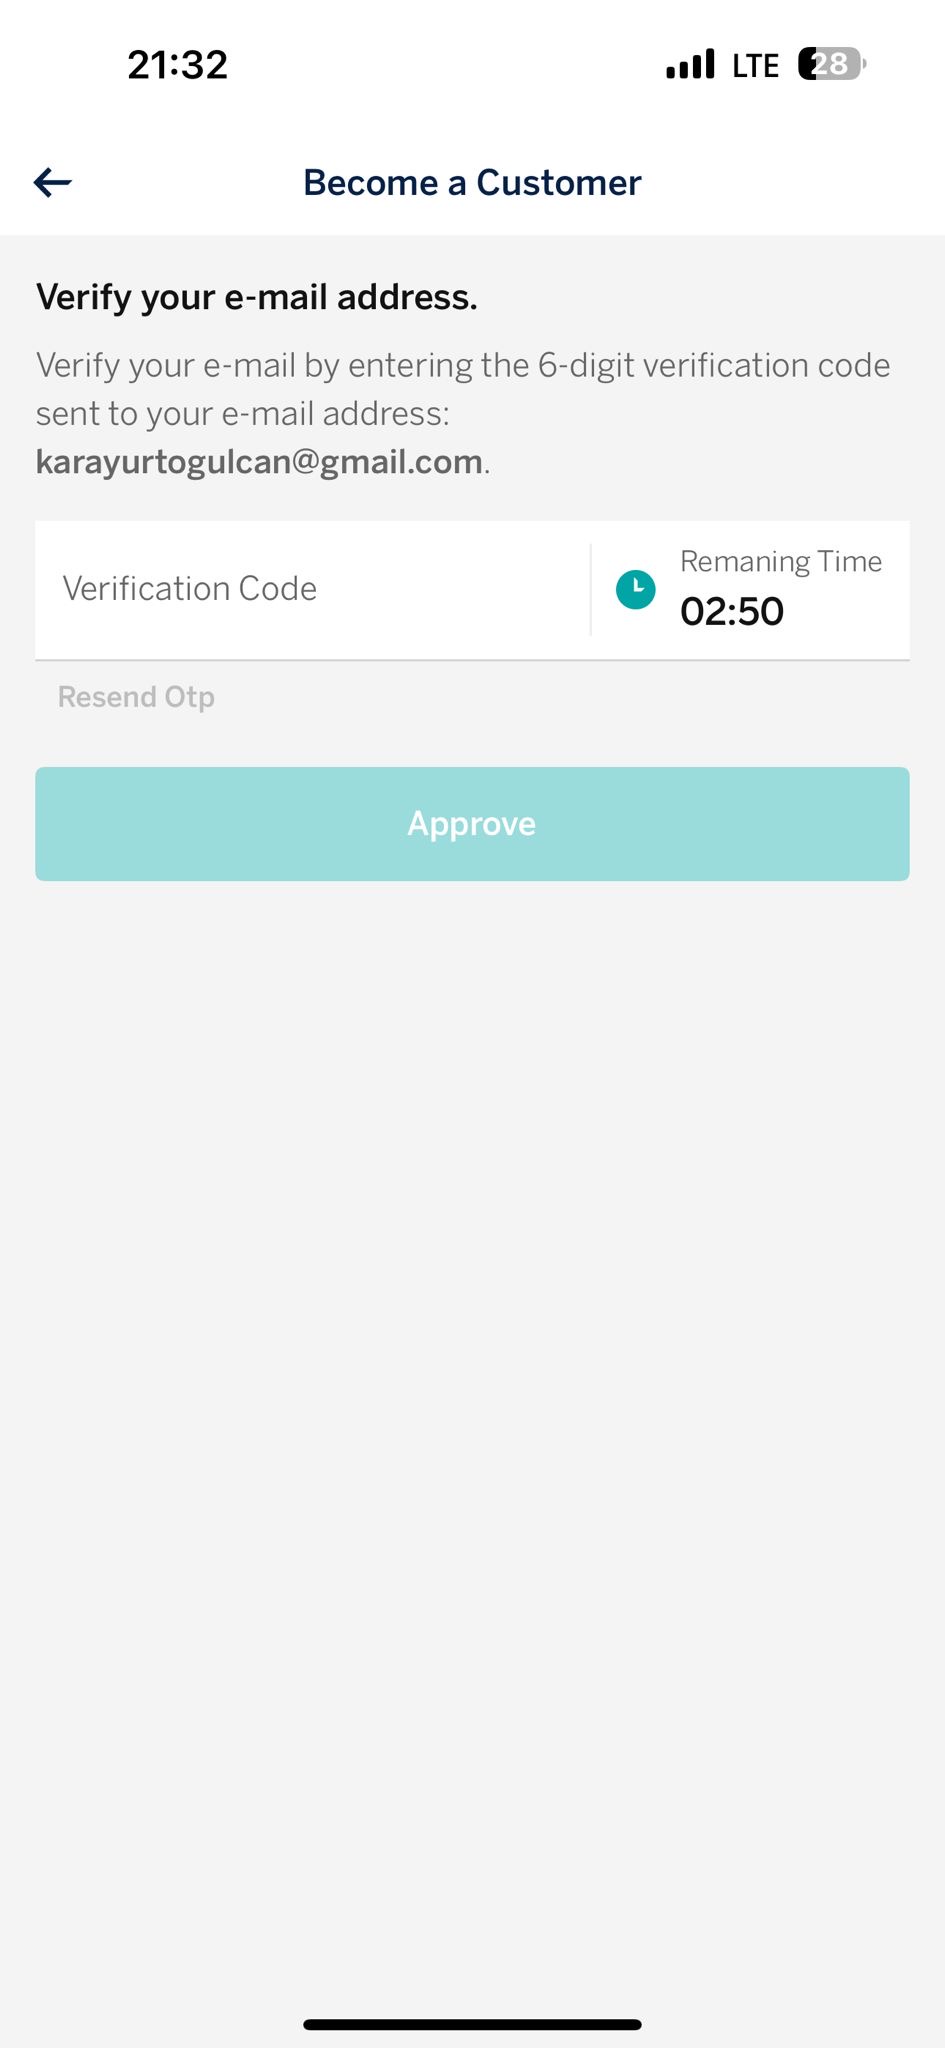 21:32
LTE
28
Become a Customer
Verify your e-mail address.
Verify your e-mail by entering the 6-digit verification code
sent to your e-mail address:
karayurtogulcan@gmail.com.
Verification Code
Remaning Time
02:50
Resend Otp
Approve